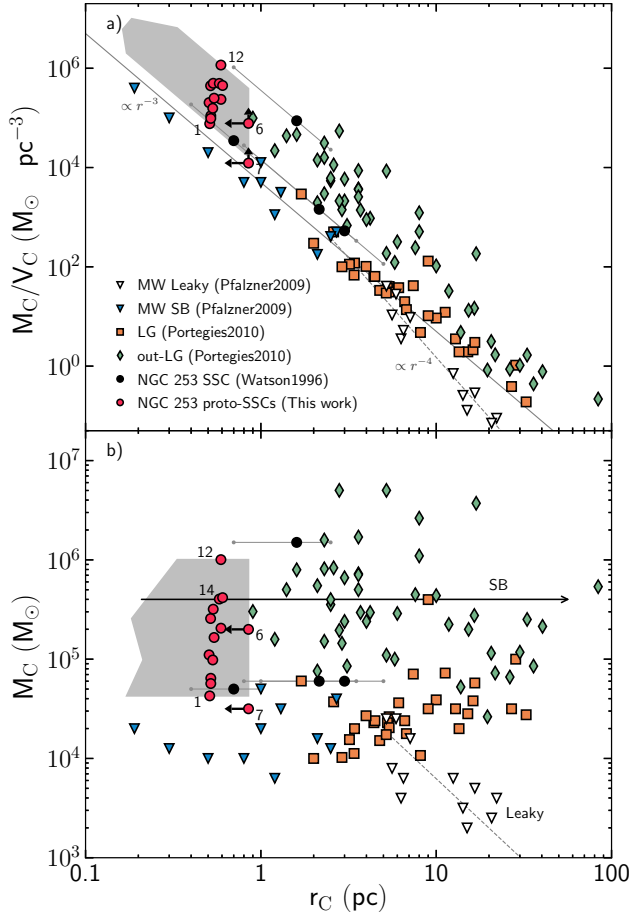 a)
10⁶
10⁴
10²
10⁰
M_C/V_C (M_⊙ pc⁻³)
∝ r⁻³
∝ r⁻⁴
12
1
6
7
MW Leaky (Pfalzner2009)
MW SB (Pfalzner2009)
LG (Portegies2010)
out-LG (Portegies2010)
NGC 253 SSC (Watson1996)
NGC 253 proto-SSCs (This work)
b)
10⁷
10⁶
10⁵
10⁴
10³
M_C (M_⊙)
12
14
SB
6
1
7
Leaky
0.1
1
10
100
r_C (pc)